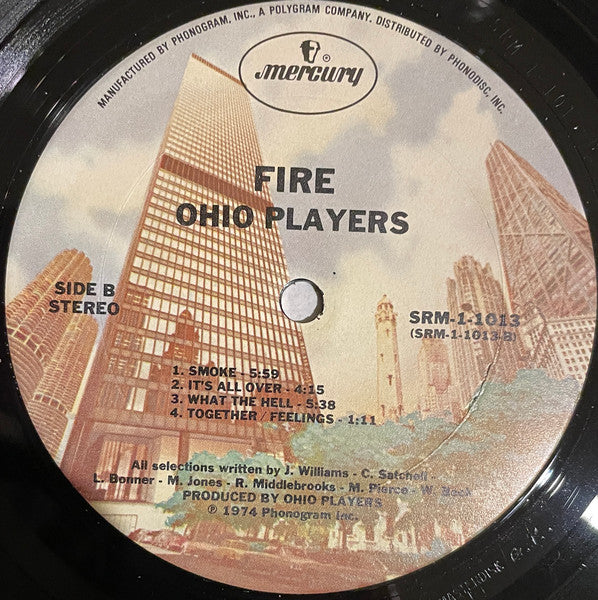 MANUFACTURED BY PHONOGRAM, INC., A POLYGRAM COMPANY. DISTRIBUTED BY PHONODISC, INC.
mercury
®
FIRE
OHIO PLAYERS
SIDE B
STEREO
SRM-1-1013
(SRM-1-1013-B)
1. SMOKE - 5:59
2. IT'S ALL OVER - 4:15
3. WHAT THE HELL - 5:38
4. TOGETHER / FEELINGS - 1:11
All selections written by J. Williams - C. Satchell -
L. Bonner - M. Jones - R. Middlebrooks - M. Pierce - W. Beck
PRODUCED BY OHIO PLAYERS
℗ 1974 Phonogram Inc.